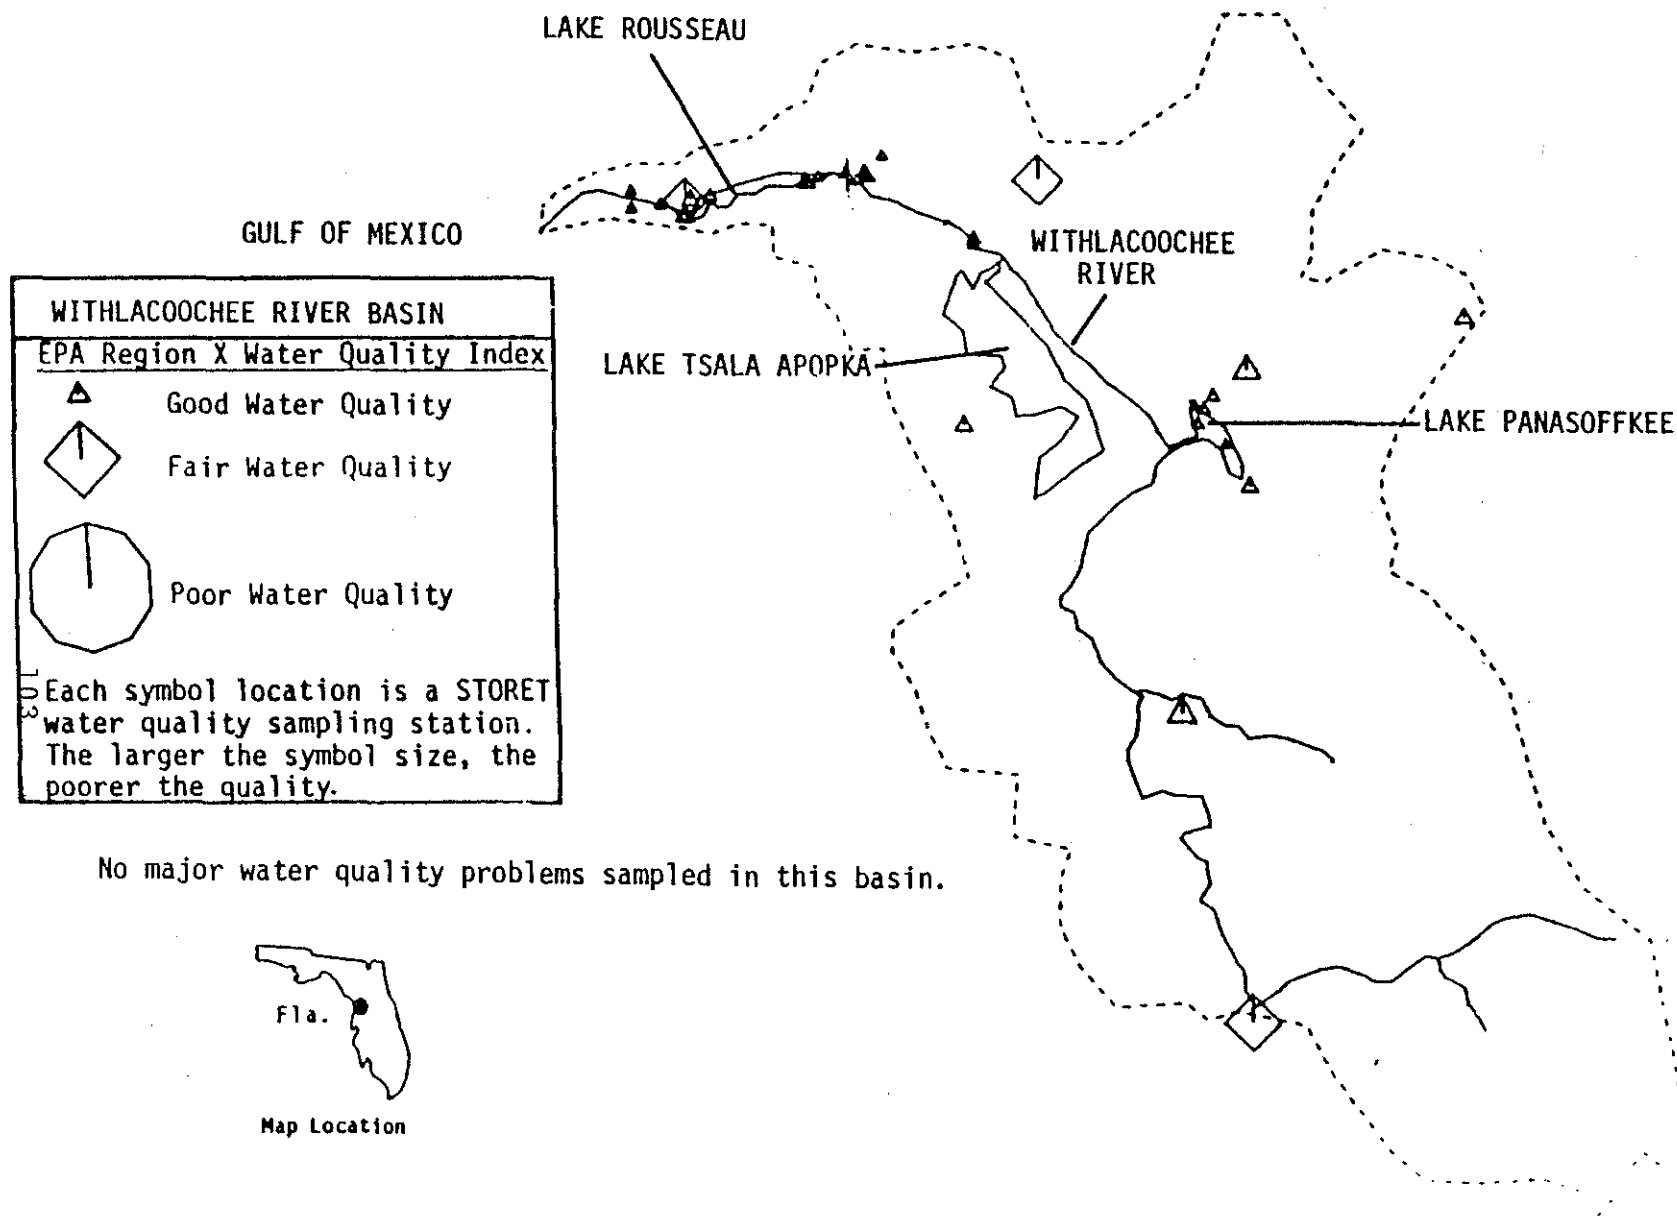 LAKE ROUSSEAU
GULF OF MEXICO
WITHLACOOCHEE
RIVER
LAKE TSALA APOPKA
LAKE PANASOFFKEE
WITHLACOOCHEE RIVER BASIN
EPA Region X Water Quality Index
Good Water Quality
Fair Water Quality
Poor Water Quality
Each symbol location is a STORET
water quality sampling station.
The larger the symbol size, the
poorer the quality.
103
No major water quality problems sampled in this basin.
Fla.
Map Location